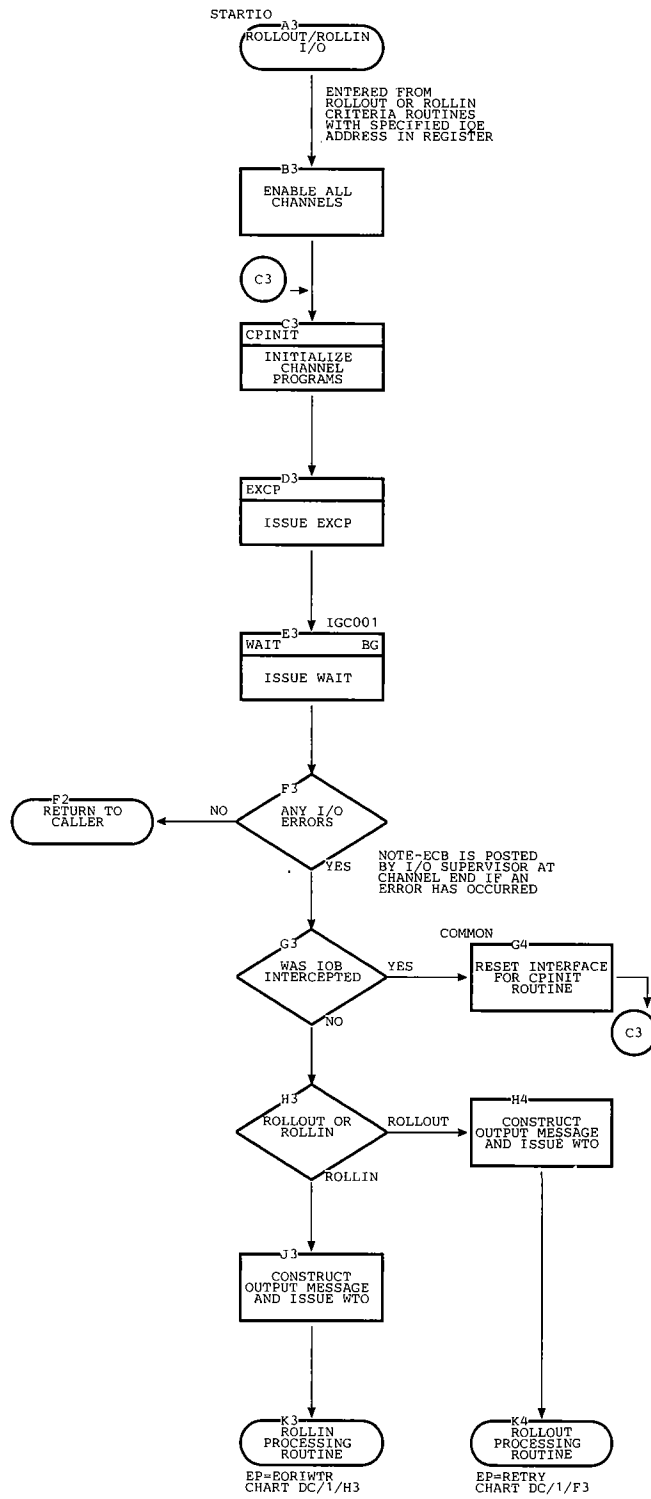 STARTIO
A3
ROLLOUT/ROLLIN
I/O
ENTERED FROM
ROLLOUT OR ROLLIN
CRITERIA ROUTINES
WITH SPECIFIED IQE
ADDRESS IN REGISTER
B3
ENABLE ALL
CHANNELS
C3
C3
CPINIT
INITIALIZE
CHANNEL
PROGRAMS
D3
EXCP
ISSUE EXCP
IGC001
E3
WAIT BG
ISSUE WAIT
F3
ANY I/O
ERRORS
NO
F2
RETURN TO
CALLER
YES
NOTE-ECB IS POSTED
BY I/O SUPERVISOR AT
CHANNEL END IF AN
ERROR HAS OCCURRED
G3
WAS IOB
INTERCEPTED
YES
COMMON
G4
RESET INTERFACE
FOR CPINIT
ROUTINE
C3
NO
H3
ROLLOUT OR
ROLLIN
ROLLOUT
H4
CONSTRUCT
OUTPUT MESSAGE
AND ISSUE WTO
ROLLIN
J3
CONSTRUCT
OUTPUT MESSAGE
AND ISSUE WTO
K3
ROLLIN
PROCESSING
ROUTINE
EP=EORIWTR
CHART DC/1/H3
K4
ROLLOUT
PROCESSING
ROUTINE
EP=RETRY
CHART DC/1/F3